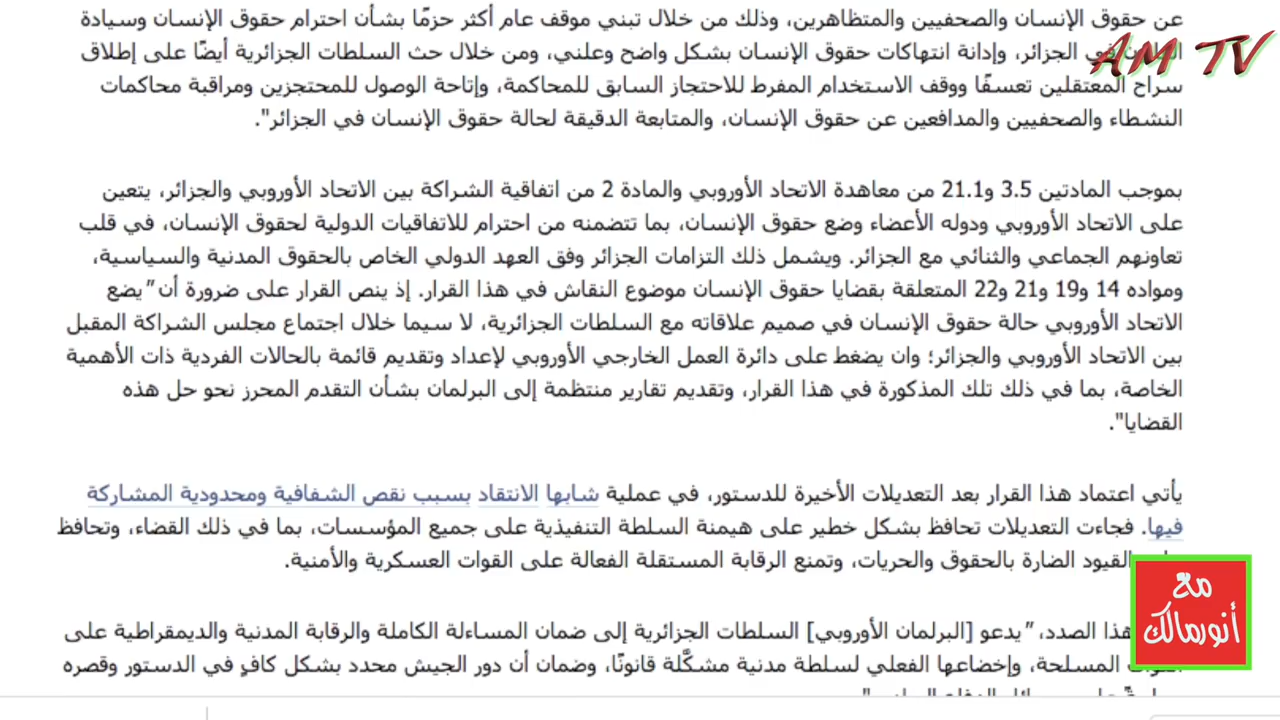 عن حقوق الإنسان والصحفيين والمتظاهرين، وذلك من خلال تبني موقف عام أكثر حزمًا بشأن احترام حقوق الإنسان وسيادة
في الجزائر، وإدانة انتهاكات حقوق الإنسان بشكل واضح وعلني، ومن خلال حث السلطات الجزائرية أيضًا على إطلاق
AM TV
سراح المعتقلين تعسفًا ووقف الاستخدام المفرط للاحتجاز السابق للمحاكمة، وإتاحة الوصول للمحتجزين ومراقبة محاكمات
النشطاء والصحفيين والمدافعين عن حقوق الإنسان، والمتابعة الدقيقة لحالة حقوق الإنسان في الجزائر".
بموجب المادتين 3.5 و21.1 من معاهدة الاتحاد الأوروبي والمادة 2 من اتفاقية الشراكة بين الاتحاد الأوروبي والجزائر، يتعين
على الاتحاد الأوروبي ودوله الأعضاء وضع حقوق الإنسان، بما تتضمنه من احترام للاتفاقيات الدولية لحقوق الإنسان، في قلب
تعاونهم الجماعي والثنائي مع الجزائر. ويشمل ذلك التزامات الجزائر وفق العهد الدولي الخاص بالحقوق المدنية والسياسية،
ومواده 14 و19 و21 و22 المتعلقة بقضايا حقوق الإنسان موضوع النقاش في هذا القرار. إذ ينص القرار على ضرورة أن "يضع
الاتحاد الأوروبي حالة حقوق الإنسان في صميم علاقاته مع السلطات الجزائرية، لا سيما خلال اجتماع مجلس الشراكة المقبل
بين الاتحاد الأوروبي والجزائر؛ وان يضغط على دائرة العمل الخارجي الأوروبي لإعداد وتقديم قائمة بالحالات الفردية ذات الأهمية
الخاصة، بما في ذلك تلك المذكورة في هذا القرار، وتقديم تقارير منتظمة إلى البرلمان بشأن التقدم المحرز نحو حل هذه
القضايا".
يأتي اعتماد هذا القرار بعد التعديلات الأخيرة للدستور، في عملية شابها الانتقاد بسبب نقص الشفافية ومحدودية المشاركة
فيها. فجاءت التعديلات تحافظ بشكل خطير على هيمنة السلطة التنفيذية على جميع المؤسسات، بما في ذلك القضاء، وتحافظ
القيود الضارة بالحقوق والحريات، وتمنع الرقابة المستقلة الفعالة على القوات العسكرية والأمنية.
هذا الصدد، "يدعو [البرلمان الأوروبي] السلطات الجزائرية إلى ضمان المساءلة الكاملة والرقابة المدنية والديمقراطية على
المسلحة، وإخضاعها الفعلي لسلطة مدنية مشكَّلة قانونًا، وضمان أن دور الجيش محدد بشكل كافٍ في الدستور وقصره
مع
أنورمالك